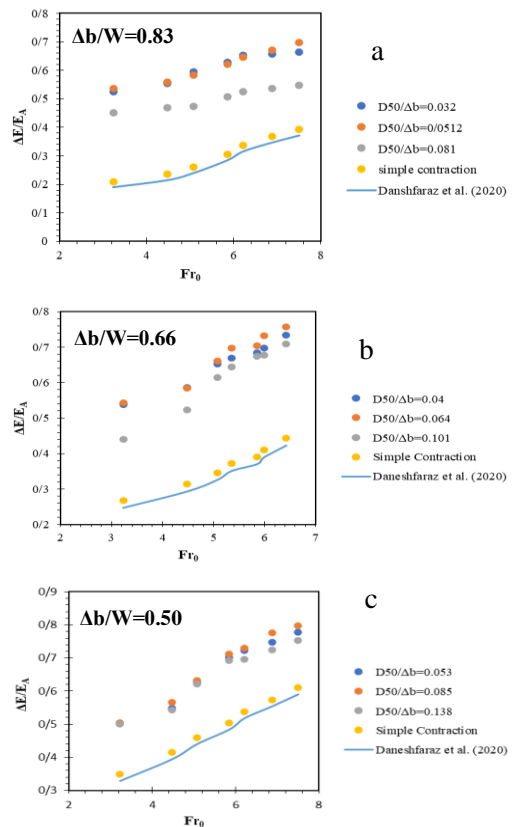 Δb/W=0.83
a
ΔE/E_A
0/8
0/7
0/6
0/5
0/4
0/3
0/2
0/1
0
2
4
6
8
Fr₀
D50/Δb=0.032
D50/Δb=0/0512
D50/Δb=0.081
simple contraction
Danshfaraz et al. (2020)
Δb/W=0.66
b
ΔE/E_A
0/8
0/7
0/6
0/5
0/4
0/3
0/2
2
3
4
5
6
7
Fr₀
D50/Δb=0.04
D50/Δb=0.064
D50/Δb=0.101
Simple Contraction
Daneshfaraz et al. (2020)
Δb/W=0.50
c
ΔE/E_A
0/9
0/8
0/7
0/6
0/5
0/4
0/3
2
4
6
8
Fr₀
D50/Δb=0.053
D50/Δb=0.085
D50/Δb=0.138
Simple Contraction
Daneshfaraz et al. (2020)